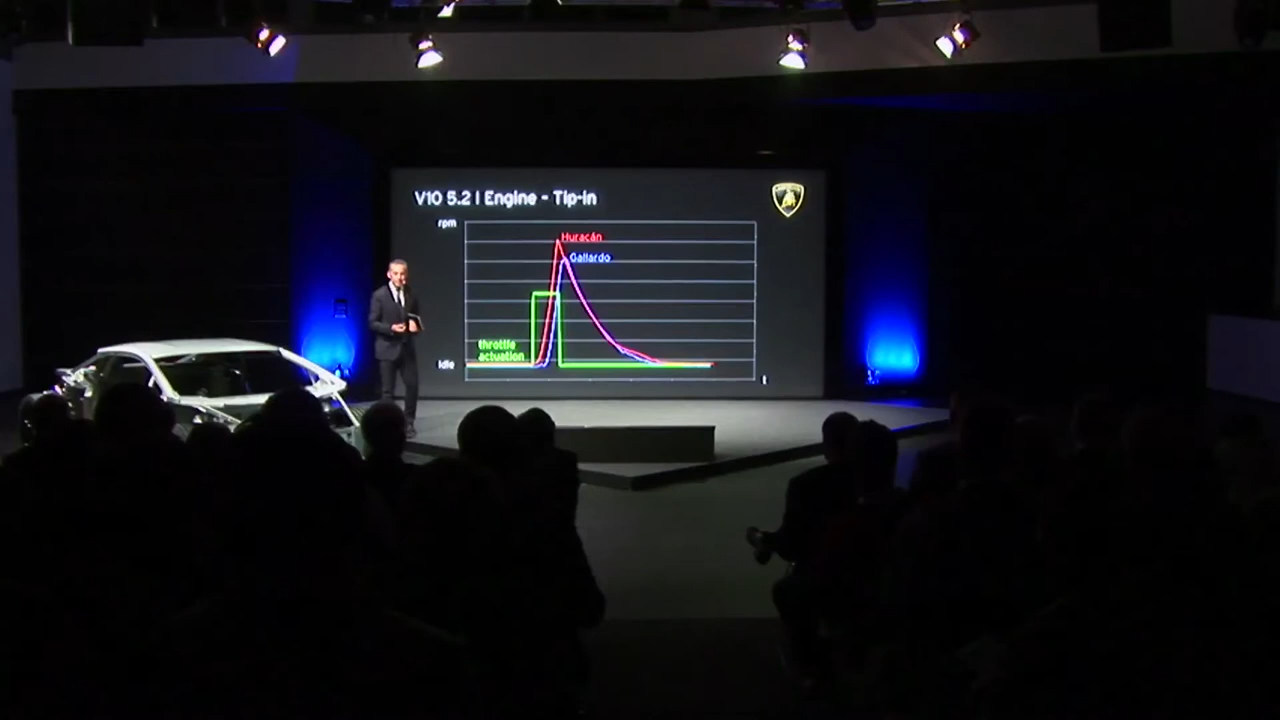 V10 5.2 | Engine - Tip-in
rpm
Huracán
Gallardo
throttle
actuation
Idle
t